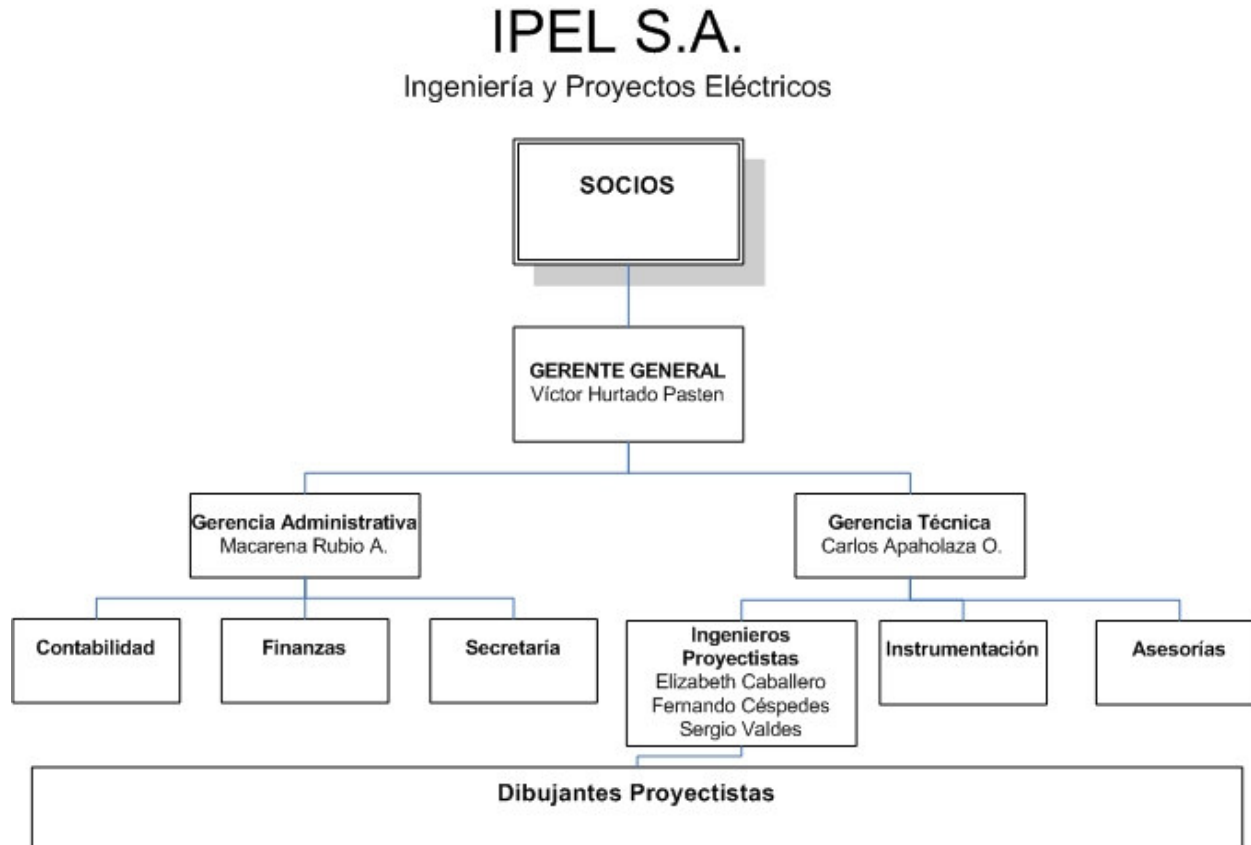 IPEL S.A.
Ingeniería y Proyectos Eléctricos
SOCIOS
GERENTE GENERAL
Víctor Hurtado Pasten
Gerencia Administrativa
Macarena Rubio A.
Gerencia Técnica
Carlos Apaholaza O.
Contabilidad
Finanzas
Secretaría
Ingenieros
Proyectistas
Elizabeth Caballero
Fernando Céspedes
Sergio Valdes
Instrumentación
Asesorías
Dibujantes Proyectistas